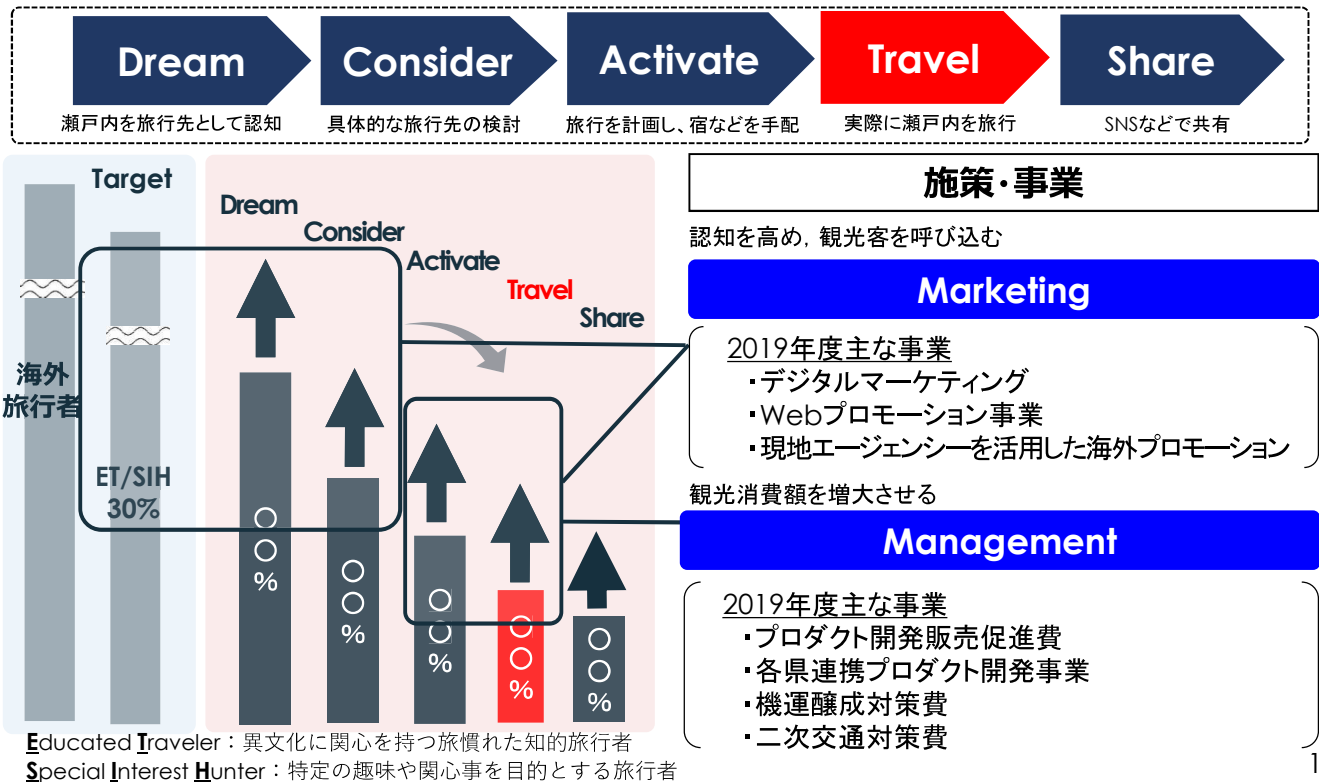 Dream
Consider
Activate
Travel
Share
瀬戸内を旅行先として認知
具体的な旅行先の検討
旅行を計画し、宿などを手配
実際に瀬戸内を旅行
SNSなどで共有
Target
海外
旅行者
ET/SIH
30%
Dream
Consider
Activate
Travel
Share
〇〇%
〇〇%
〇〇%
〇〇%
〇〇%
施策・事業
認知を高め，観光客を呼び込む
Marketing
2019年度主な事業
・デジタルマーケティング
・Webプロモーション事業
・現地エージェンシーを活用した海外プロモーション
観光消費額を増大させる
Management
2019年度主な事業
・プロダクト開発販売促進費
・各県連携プロダクト開発事業
・機運醸成対策費
・二次交通対策費
Educated Traveler：異文化に関心を持つ旅慣れた知的旅行者
Special Interest Hunter：特定の趣味や関心事を目的とする旅行者
1